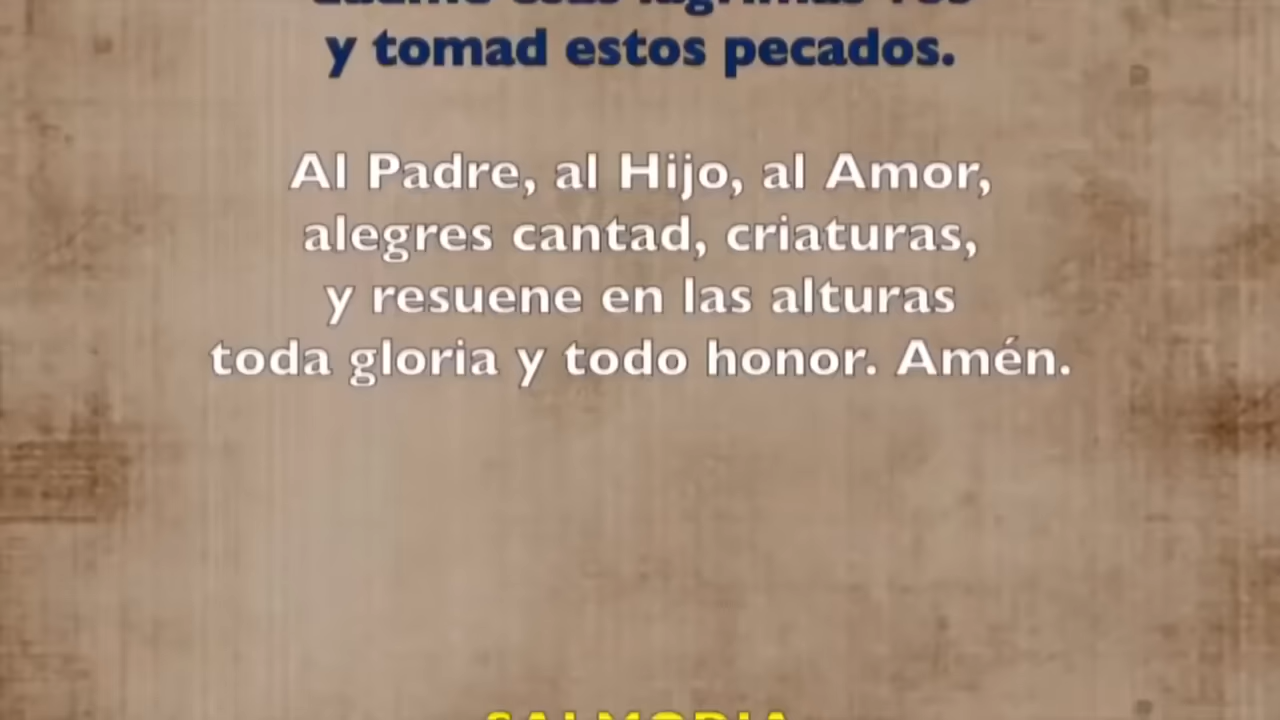 y tomad estos pecados.
Al Padre, al Hijo, al Amor,
alegres cantad, criaturas,
y resuene en las alturas
toda gloria y todo honor. Amén.
SALMODIA